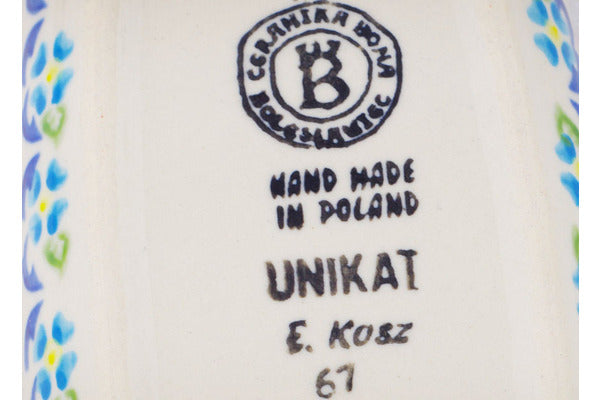 CERAMIKA BONA
BOLESŁAWIEC
B
HAND MADE
IN POLAND
UNIKAT
E. KOSZ
67